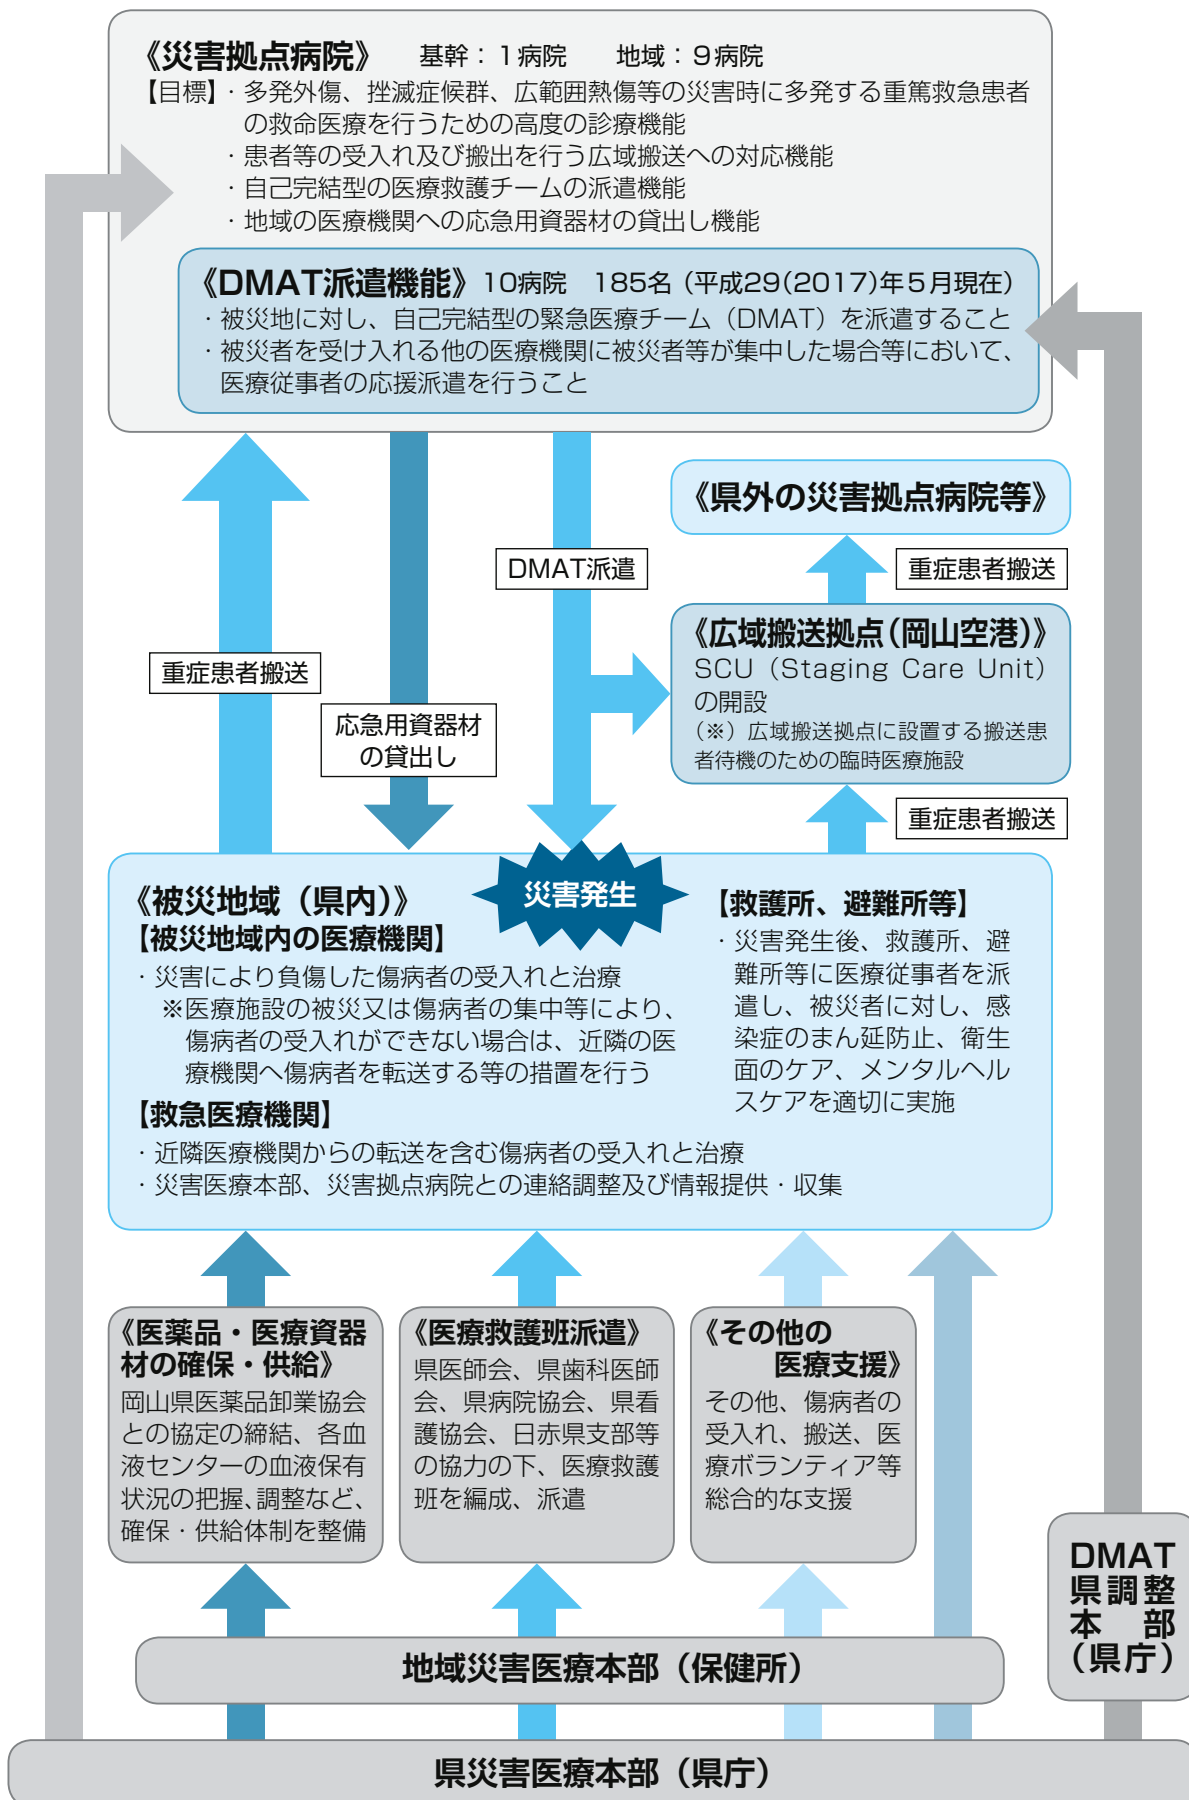 《災害拠点病院》 基幹：１病院 地域：９病院
【目標】・多発外傷、挫滅症候群、広範囲熱傷等の災害時に多発する重篤救急患者
の救命医療を行うための高度の診療機能
・患者等の受入れ及び搬出を行う広域搬送への対応機能
・自己完結型の医療救護チームの派遣機能
・地域の医療機関への応急用資器材の貸出し機能
《DMAT派遣機能》10病院 185名（平成29(2017)年５月現在）
・被災地に対し、自己完結型の緊急医療チーム（DMAT）を派遣すること
・被災者を受け入れる他の医療機関に被災者等が集中した場合等において、
医療従事者の応援派遣を行うこと
《県外の災害拠点病院等》
DMAT派遣
重症患者搬送
《広域搬送拠点（岡山空港）》
SCU（Staging Care Unit）
の開設
（※）広域搬送拠点に設置する搬送患
者待機のための臨時医療施設
重症患者搬送
応急用資器材
の貸出し
重症患者搬送
災害発生
《被災地域（県内）》
【被災地域内の医療機関】
・災害により負傷した傷病者の受入れと治療
※医療施設の被災又は傷病者の集中等により、
傷病者の受入れができない場合は、近隣の医
療機関へ傷病者を転送する等の措置を行う
【救急医療機関】
・近隣医療機関からの転送を含む傷病者の受入れと治療
・災害医療本部、災害拠点病院との連絡調整及び情報提供・収集
【救護所、避難所等】
・災害発生後、救護所、避
難所等に医療従事者を派
遣し、被災者に対し、感
染症のまん延防止、衛生
面のケア、メンタルヘル
スケアを適切に実施
《医薬品・医療資器
材の確保・供給》
岡山県医薬品卸業協会
との協定の締結、各血
液センターの血液保有
状況の把握、調整など、
確保・供給体制を整備
《医療救護班派遣》
県医師会、県歯科医師
会、県病院協会、県看
護協会、日赤県支部等
の協力の下、医療救護
班を編成、派遣
《その他の
医療支援》
その他、傷病者の
受入れ、搬送、医
療ボランティア等
総合的な支援
DMAT
県調整
本部
（県庁）
地域災害医療本部（保健所）
県災害医療本部（県庁）